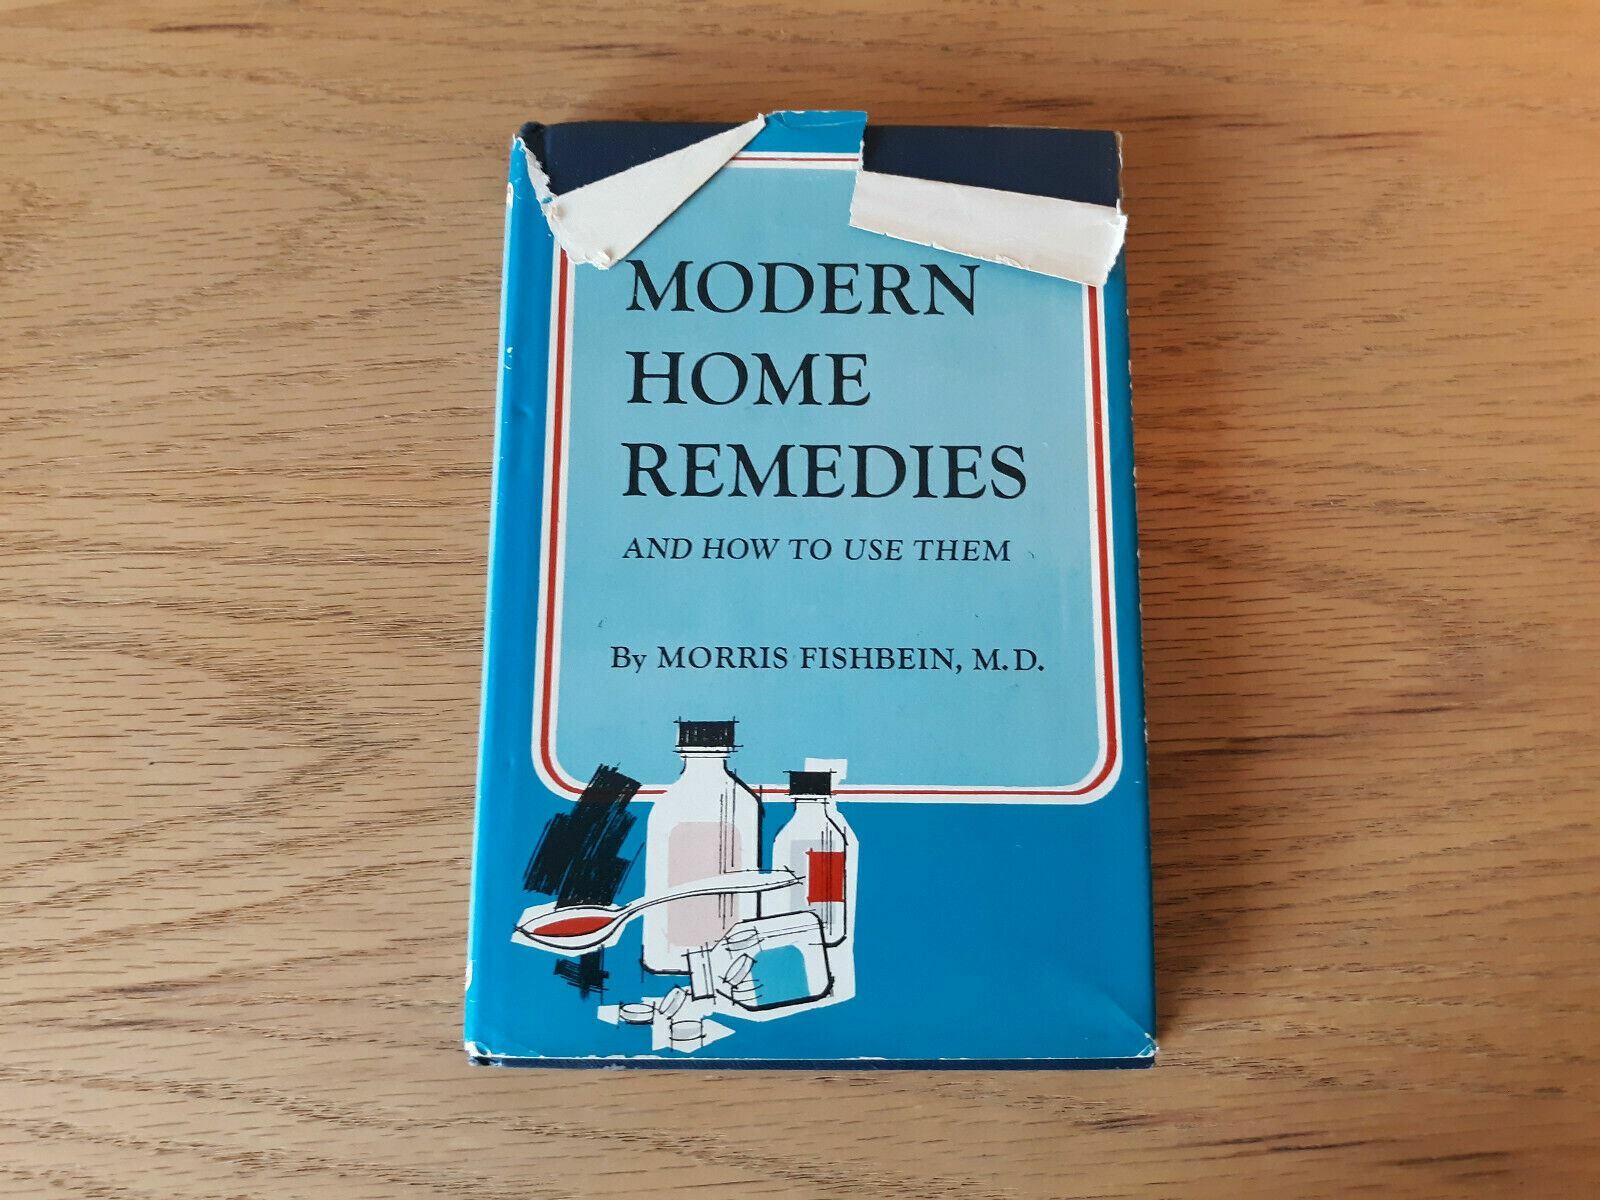 MODERN
HOME
REMEDIES
AND HOW TO USE THEM
By MORRIS FISHBEIN, M.D.